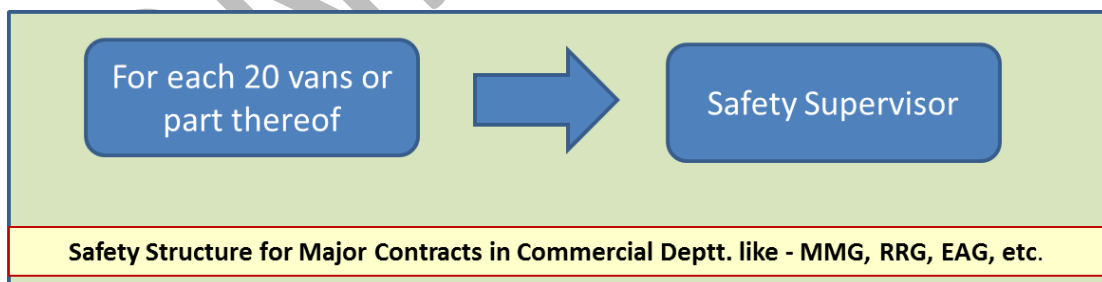 For each 20 vans or
part thereof
Safety Supervisor
Safety Structure for Major Contracts in Commercial Deptt. like - MMG, RRG, EAG, etc.